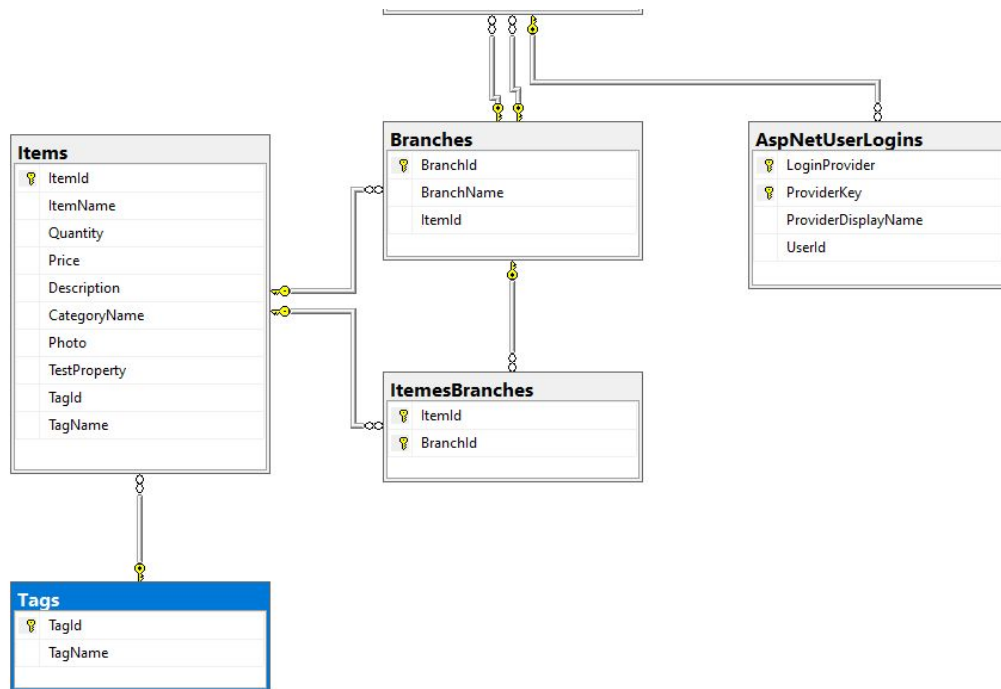 Items
ItemId
ItemName
Quantity
Price
Description
CategoryName
Photo
TestProperty
TagId
TagName
Branches
BranchId
BranchName
ItemId
AspNetUserLogins
LoginProvider
ProviderKey
ProviderDisplayName
UserId
ItemesBranches
ItemId
BranchId
Tags
TagId
TagName